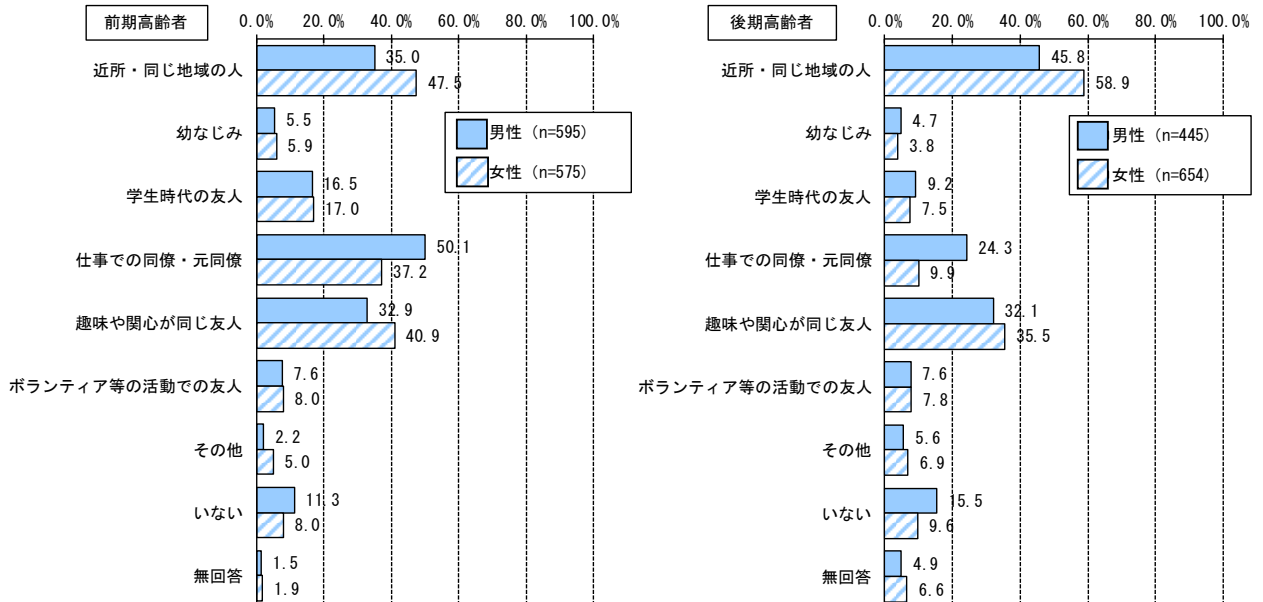 前期高齢者
0.0% 20.0% 40.0% 60.0% 80.0% 100.0%
近所・同じ地域の人 35.0
47.5
幼なじみ 5.5
5.9
学生時代の友人 16.5
17.0
仕事での同僚・元同僚 50.1
37.2
趣味や関心が同じ友人 32.9
40.9
ボランティア等の活動での友人 7.6
8.0
その他 2.2
5.0
いない 11.3
8.0
無回答 1.5
1.9
男性 (n=595)
女性 (n=575)
後期高齢者
0.0% 20.0% 40.0% 60.0% 80.0% 100.0%
近所・同じ地域の人 45.8
58.9
幼なじみ 4.7
3.8
学生時代の友人 9.2
7.5
仕事での同僚・元同僚 24.3
9.9
趣味や関心が同じ友人 32.1
35.5
ボランティア等の活動での友人 7.6
7.8
その他 5.6
6.9
いない 15.5
9.6
無回答 4.9
6.6
男性 (n=445)
女性 (n=654)